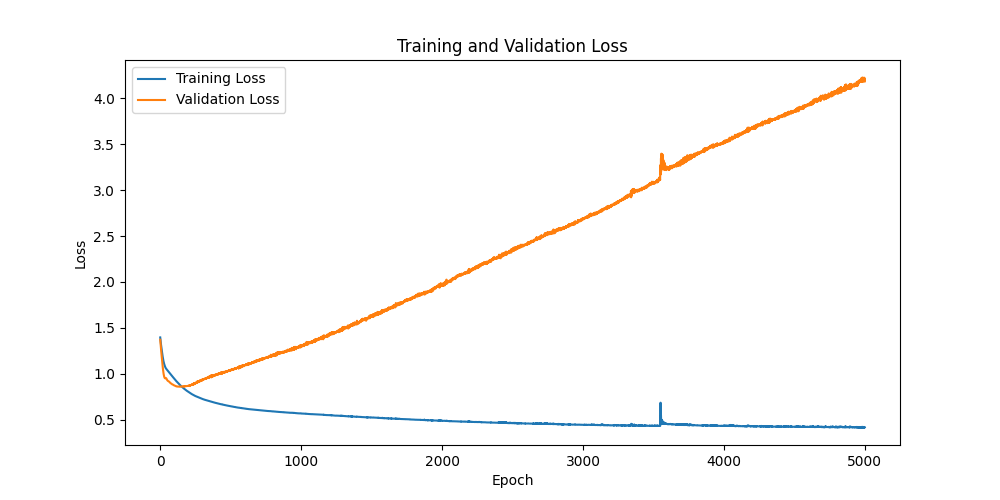 Training and Validation Loss
Training Loss
Validation Loss
4.0
3.5
3.0
2.5
2.0
1.5
1.0
0.5
Loss
0 1000 2000 3000 4000 5000
Epoch